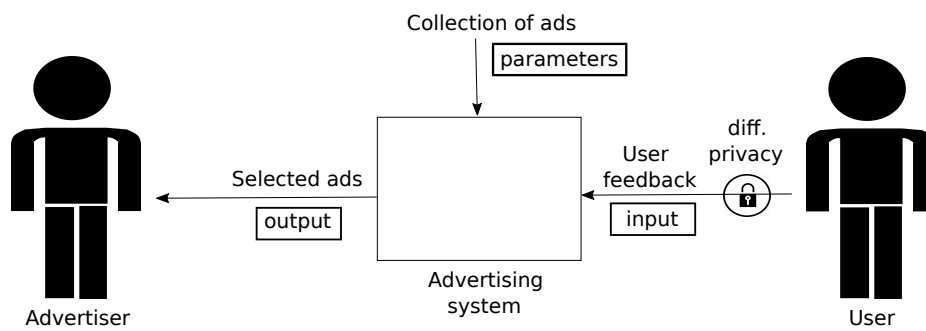 Collection of ads
parameters
diff.
privacy
User
feedback
input
Selected ads
output
Advertising
system
Advertiser
User